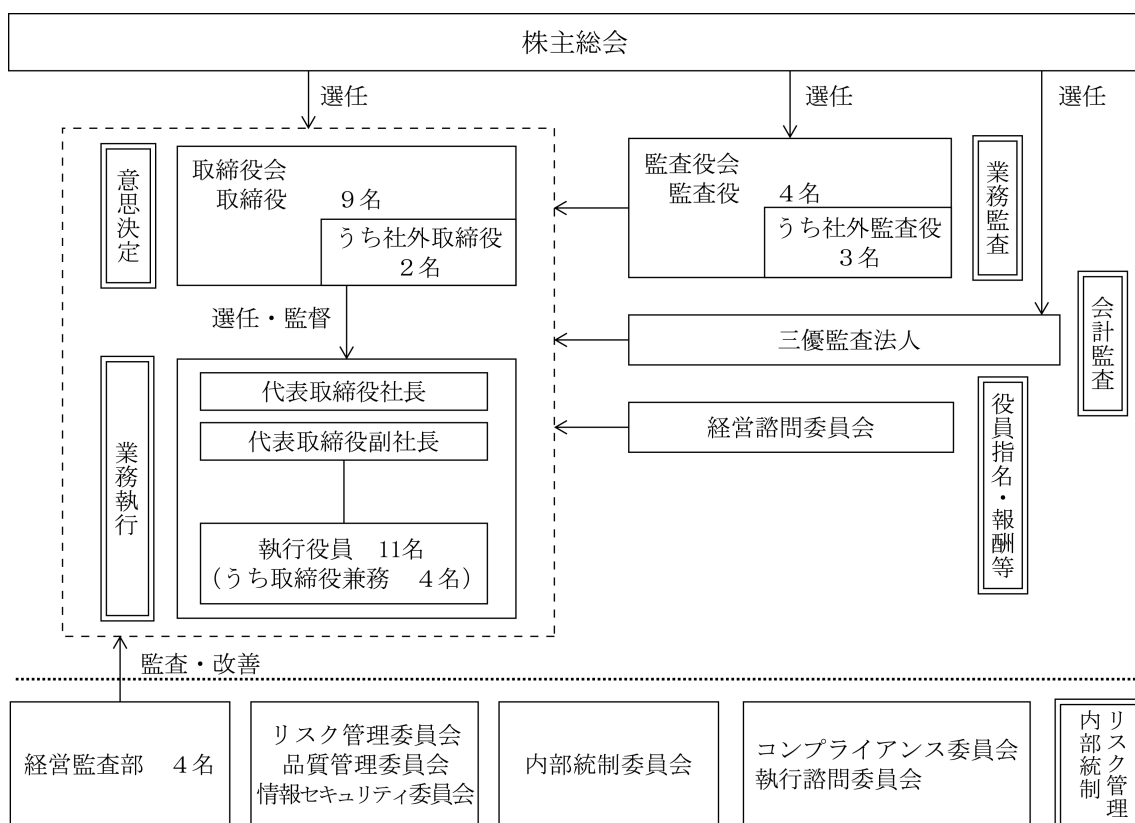 株主総会
選任
選任
選任
意思決定
取締役会
取締役 9名
うち社外取締役
2名
監査役会
監査役 4名
うち社外監査役
3名
業務監査
選任・監督
三優監査法人
会計監査
業務執行
代表取締役社長
代表取締役副社長
執行役員 11名
(うち取締役兼務 4名)
経営諮問委員会
役員指名・報酬等
監査・改善
経営監査部 4名
リスク管理委員会
品質管理委員会
情報セキュリティ委員会
内部統制委員会
コンプライアンス委員会
執行諮問委員会
リスク管理
内部統制